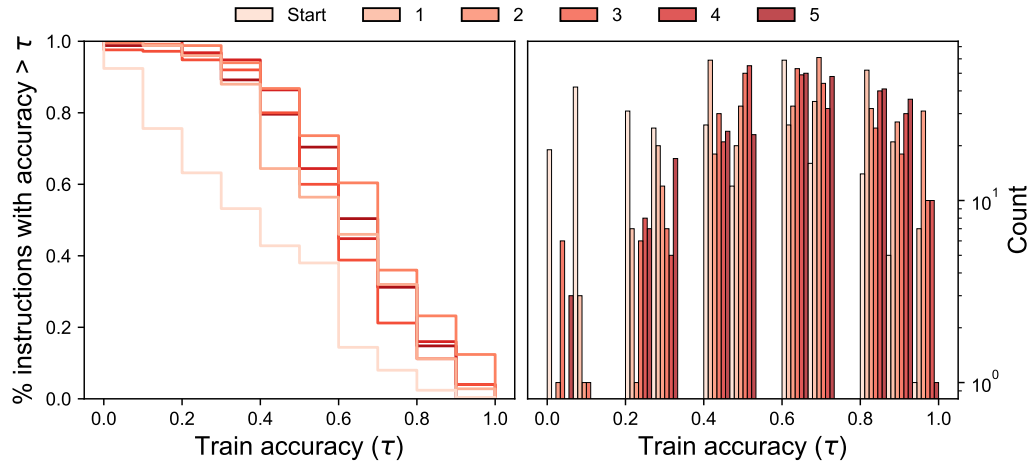 Start 1 2 3 4 5
% instructions with accuracy > τ
1.0
0.8
0.6
0.4
0.2
0.0
0.0 0.2 0.4 0.6 0.8 1.0
Train accuracy (τ)
0.0 0.2 0.4 0.6 0.8 1.0
Train accuracy (τ)
10¹
10⁰
Count